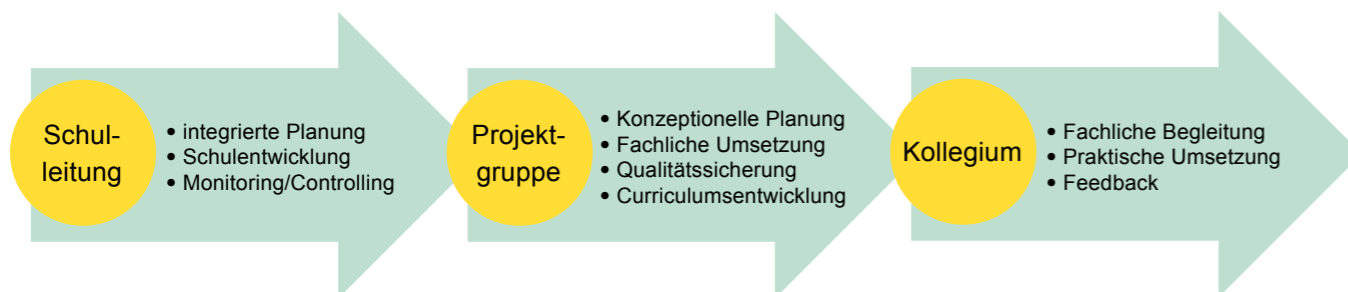 Schul-
leitung
• integrierte Planung
• Schulentwicklung
• Monitoring/Controlling
Projekt-
gruppe
• Konzeptionelle Planung
• Fachliche Umsetzung
• Qualitätssicherung
• Curriculumsentwicklung
Kollegium
• Fachliche Begleitung
• Praktische Umsetzung
• Feedback